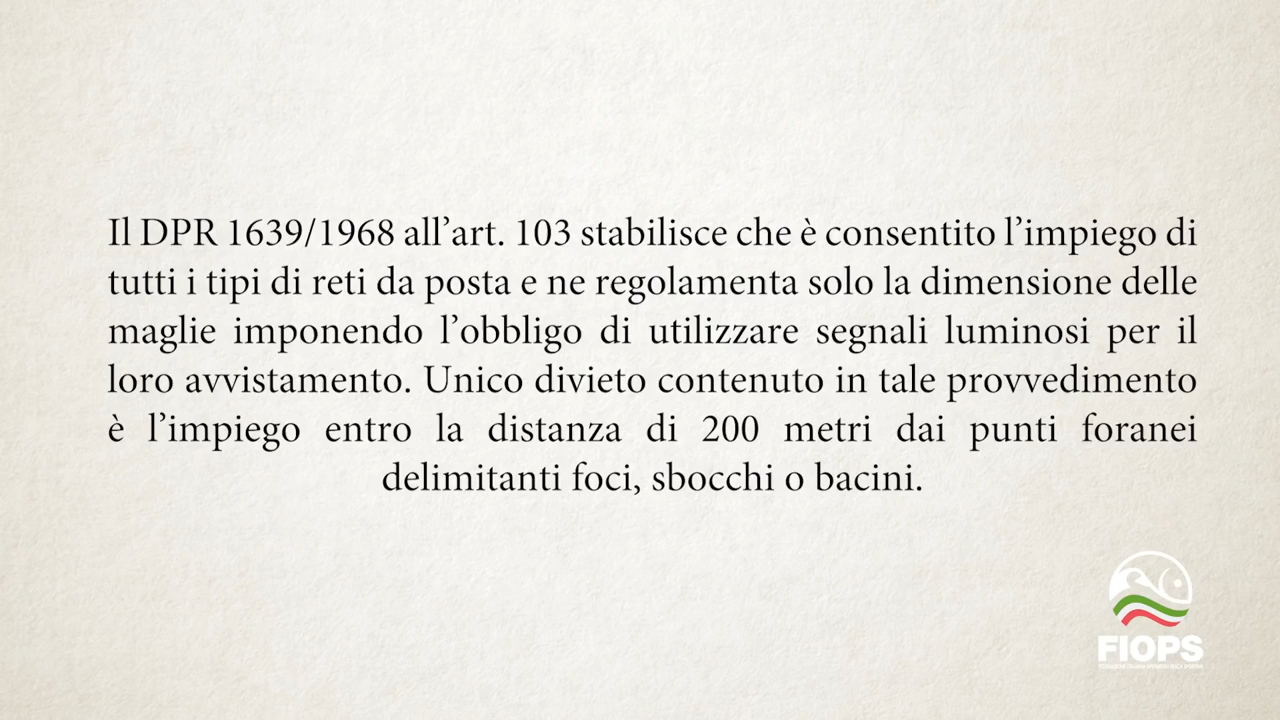 Il DPR 1639/1968 all’art. 103 stabilisce che è consentito l’impiego di
tutti i tipi di reti da posta e ne regolamenta solo la dimensione delle
maglie imponendo l’obbligo di utilizzare segnali luminosi per il
loro avvistamento. Unico divieto contenuto in tale provvedimento
è l’impiego entro la distanza di 200 metri dai punti foranei
delimitanti foci, sbocchi o bacini.
FIOPS